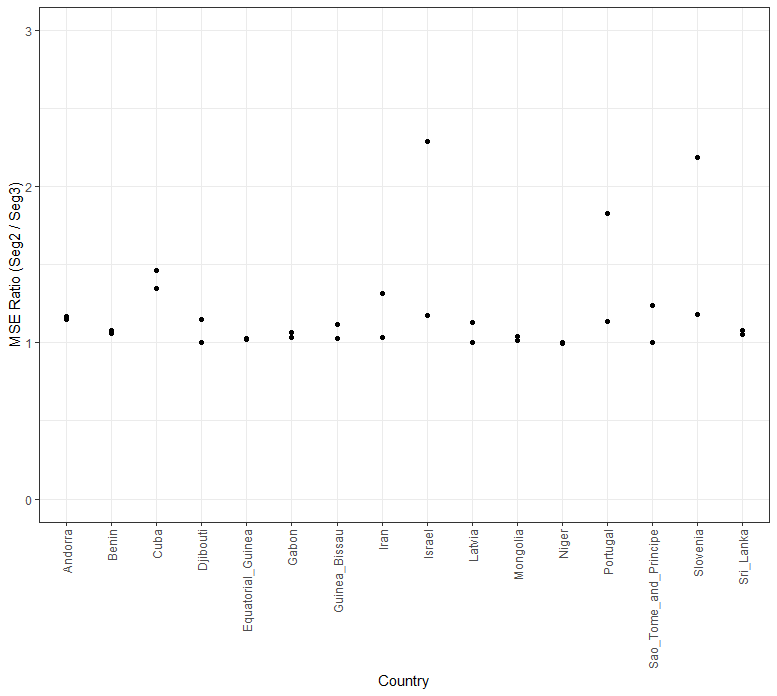 MSE Ratio (Seg2 / Seg3)
3
2
1
0
Andorra
Benin
Cuba
Djibouti
Equatorial_Guinea
Gabon
Guinea_Bissau
Iran
Israel
Latvia
Mongolia
Niger
Portugal
Sao_Tome_and_Principe
Slovenia
Sri_Lanka
Country